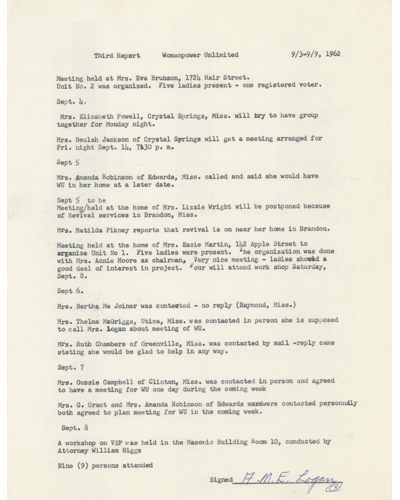 Third Report Womanpower Unlimited 9/3-9/9, 1962
Meeting held at Mrs. Eva Bruhson, 1724 Hair Street.
Unit No. 2 was organized. Five ladies present - one registered voter.
Sept. 4.
Mrs. Elizabeth Powell, Crystal Springs, Miss. will try to have group
together for Monday night.
Mrs. Beulah Jackson of Crystal Springs will get a meeting arranged for
Fri. night Sept. 14, 7:30 p. m.
Sept 5
Mrs. Amanda Robinson of Edwards, Miss. called and said she would have
WU in her home at a later date.
Sept 5 to be
Meeting/held at the home of Mrs. Lizzie Wright will be postponed because
of Revival services in Brandon, Miss.
Mrs. Matilda Pikney reports that revival is on near her home in Brandon.
Meeting held at the home of Mrs. Essie Martin, 142 Apple Street to
organize Unit No 1. Five ladies were present. The organization was done
with Mrs. Annie Moore as chairman, Very nice meeting - ladies showed a
good deal of interest in project. Four will attend work shop Saturday,
Sept. 8.
Sept 6.
Mrs. Bertha Mc Joiner was contacted - no reply (Raymond, Miss.)
Mrs. Thelma McGriggs, Utica, Miss. was contacted in person she is supposed
to call Mrs. Logan about meeting of WU.
Mrs. Ruth Chambers of Greenville, Miss. was contacted by mail -reply came
stating she would be glad to help in any way.
Sept. 7
Mrs. Gussie Campbell of Clinton, Miss. was contacted in person and agreed
to have a meeting for WU one day during the coming week
Mrs. G. Grant and Mrs. Amanda Robinson of Edwards were contacted personally
both agreed to plan meeting for WU in the coming week.
Sept. 8
A workshop on VEP was held in the Masonic Building Room 10, conducted by
Attorney William Higgs
Nine (9) persons attended
Signed A. M. E. Logan